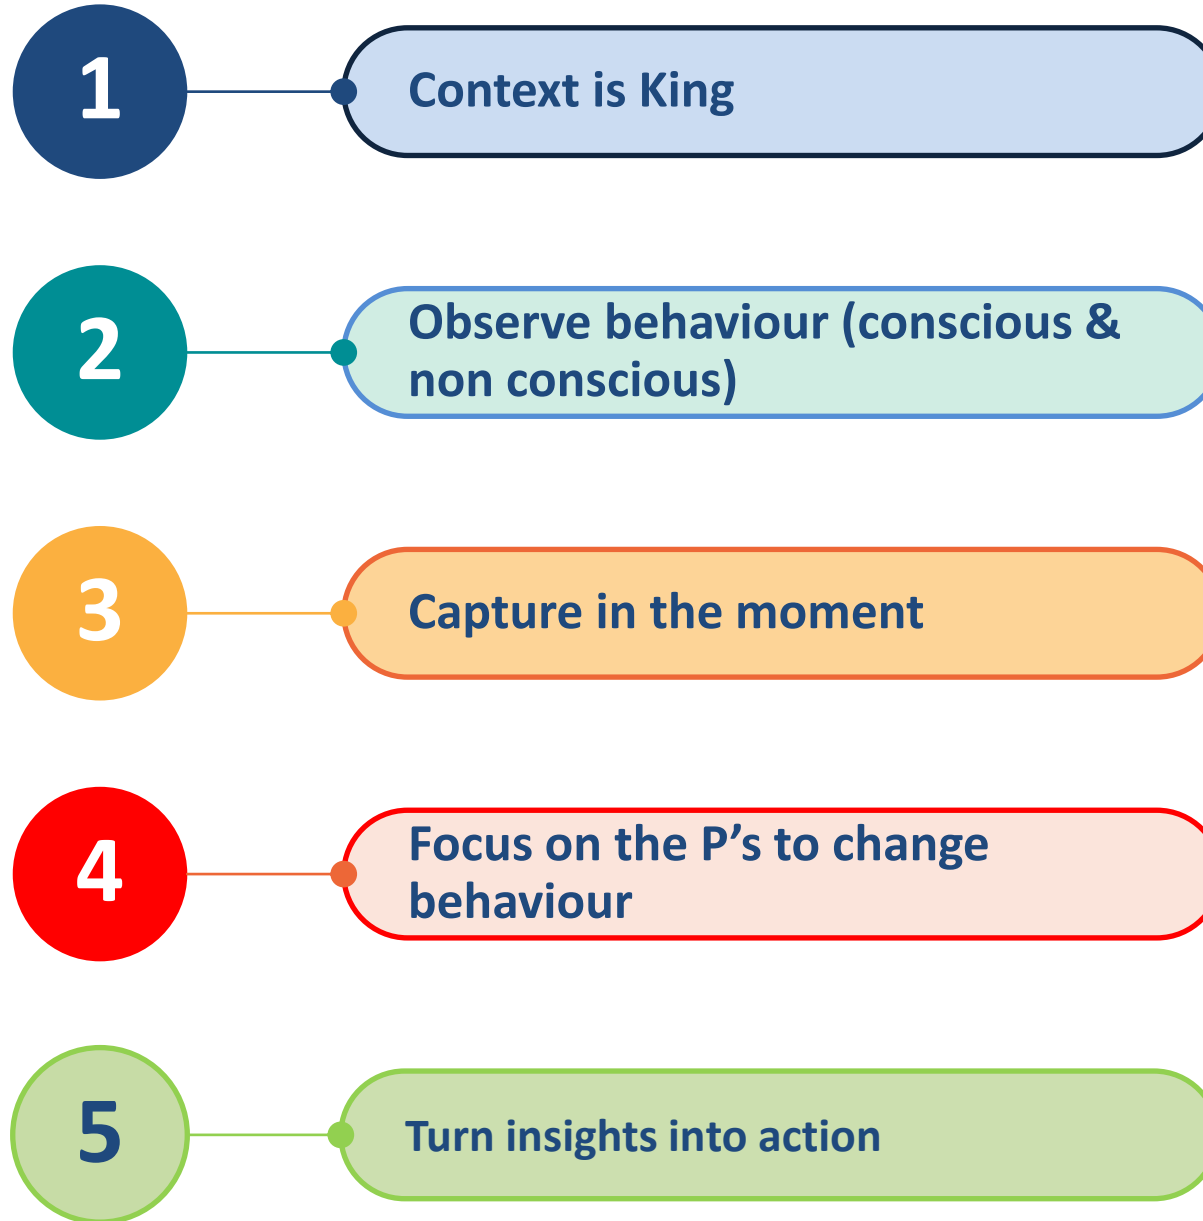 1
Context is King
2
Observe behaviour (conscious &
non conscious)
3
Capture in the moment
4
Focus on the P’s to change
behaviour
5
Turn insights into action